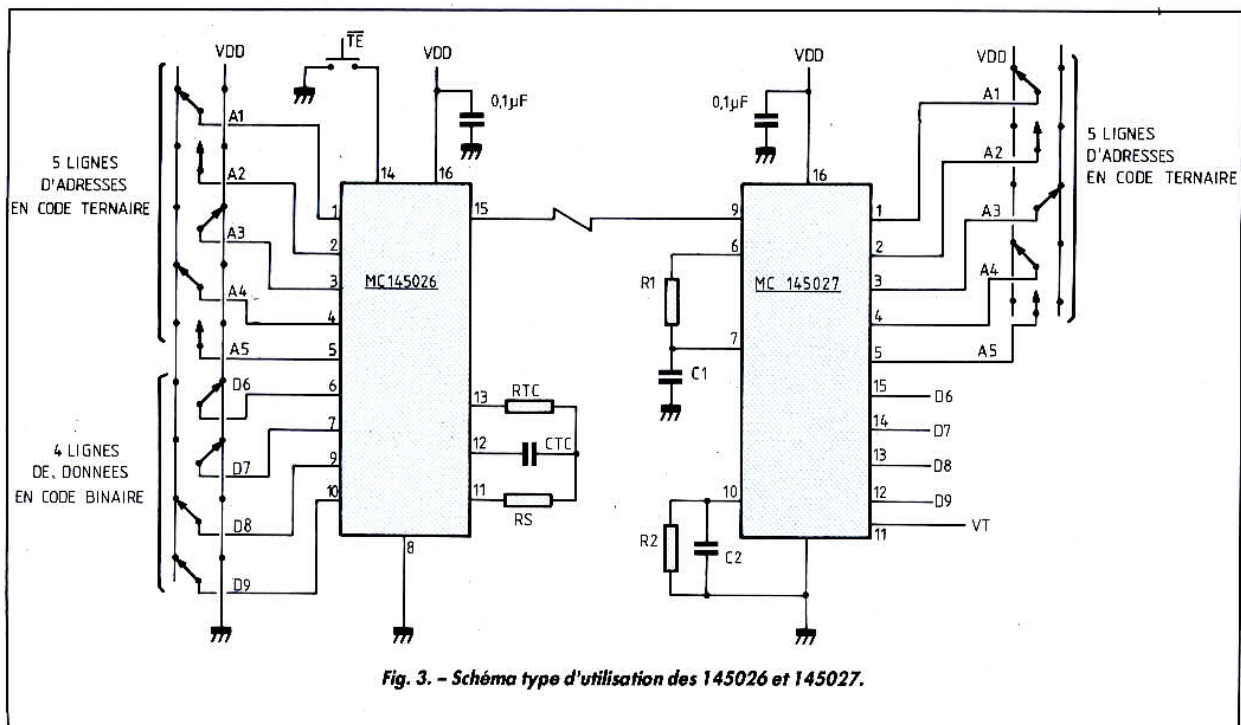 VDD
TE
VDD
0,1µF
VDD
0,1µF
VDD
5 LIGNES
D'ADRESSES
EN CODE TERNAIRE
A1
A2
A3
A4
A5
4 LIGNES
DE. DONNEES
EN CODE BINAIRE
D6
D7
D8
D9
14
16
1
2
3
4
5
6
7
9
10
MC145026
15
13
12
11
8
RTC
CTC
RS
16
9
6
7
10
MC 145027
R1
C1
R2
C2
1
2
3
4
5
15
14
13
12
11
A1
A2
A3
A4
A5
D6
D7
D8
D9
VT
5 LIGNES
D'ADRESSES
EN CODE TERNAIRE
Fig. 3. – Schéma type d'utilisation des 145026 et 145027.